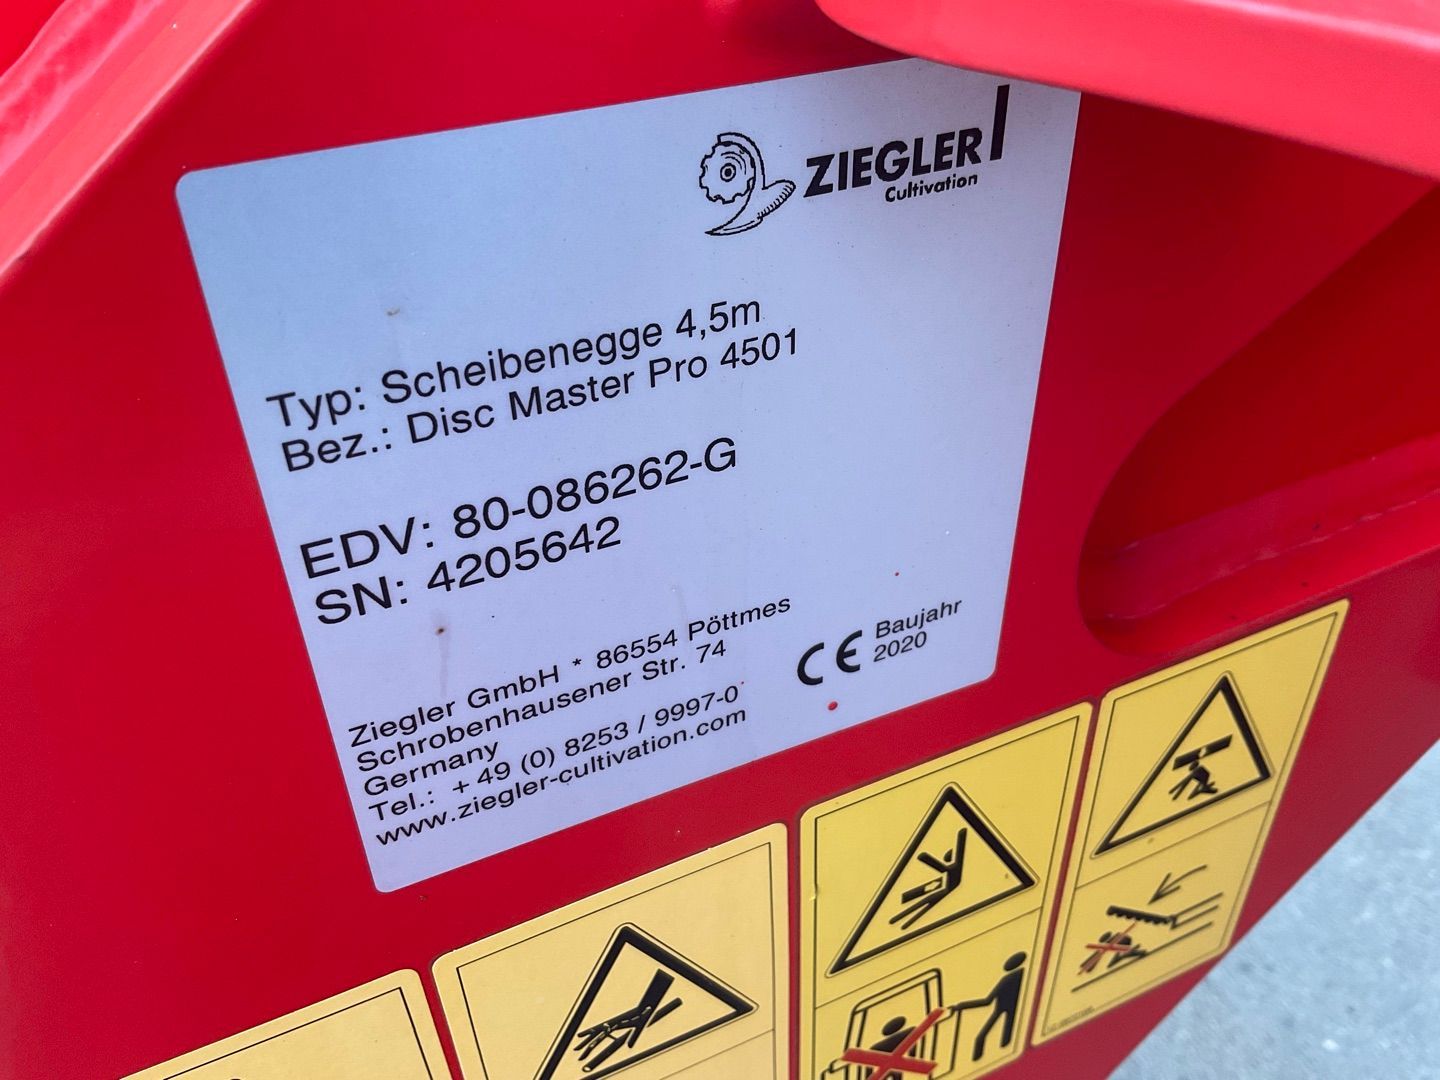 ZIEGLER
Cultivation
Typ: Scheibenegge 4,5m
Bez.: Disc Master Pro 4501
EDV: 80-086262-G
SN: 4205642
Ziegler GmbH * 86554 Pöttmes
Schrobenhausener Str. 74
Germany
Tel.: +49 (0) 8253 / 9997-0
www.ziegler-cultivation.com
CE Baujahr
2020